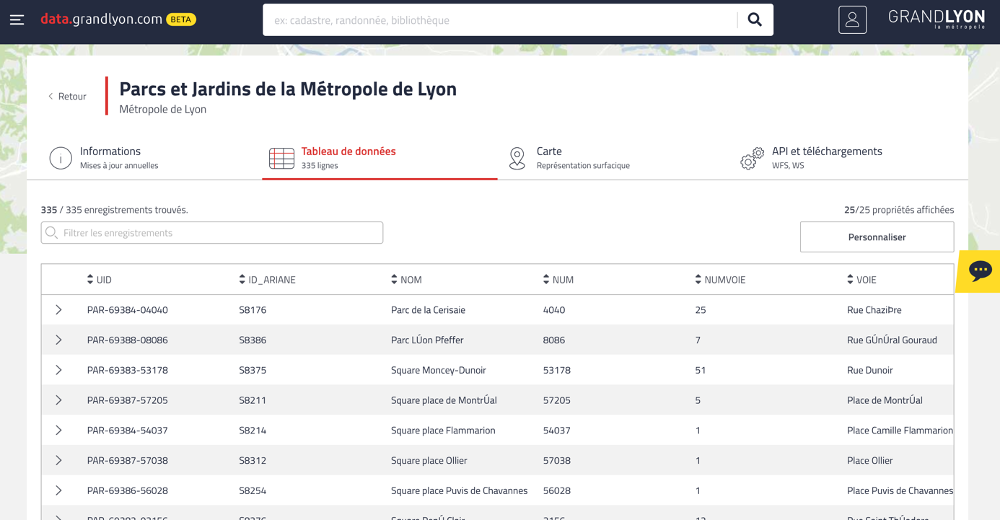 data.grandlyon.com BETA
ex: cadastre, randonnée, bibliothèque
GRANDLYON
la métropole
Retour
Parcs et Jardins de la Métropole de Lyon
Métropole de Lyon
i
Informations
Mises à jour annuelles
Tableau de données
335 lignes
Carte
Représentation surfacique
API et téléchargements
WFS, WS
335 / 335 enregistrements trouvés.
25/25 propriétés affichées
Filtrer les enregistrements
Personnaliser
UID ID_ARIANE NOM NUM NUMVOIE VOIE
PAR-69384-04040 S8176 Parc de la Cerisaie 4040 25 Rue ChaziÞre
PAR-69388-08086 S8386 Parc LÚon Pfeffer 8086 7 Rue GÚnÚral Gouraud
PAR-69383-53178 S8375 Square Moncey-Dunoir 53178 51 Rue Dunoir
PAR-69387-57205 S8211 Square place de MontrÚal 57205 5 Place de MontrÚal
PAR-69384-54037 S8214 Square place Flammarion 54037 1 Place Camille Flammarion
PAR-69387-57038 S8312 Square place Ollier 57038 1 Place Ollier
PAR-69386-56028 S8254 Square place Puvis de Chavannes 56028 1 Place Puvis de Chavannes